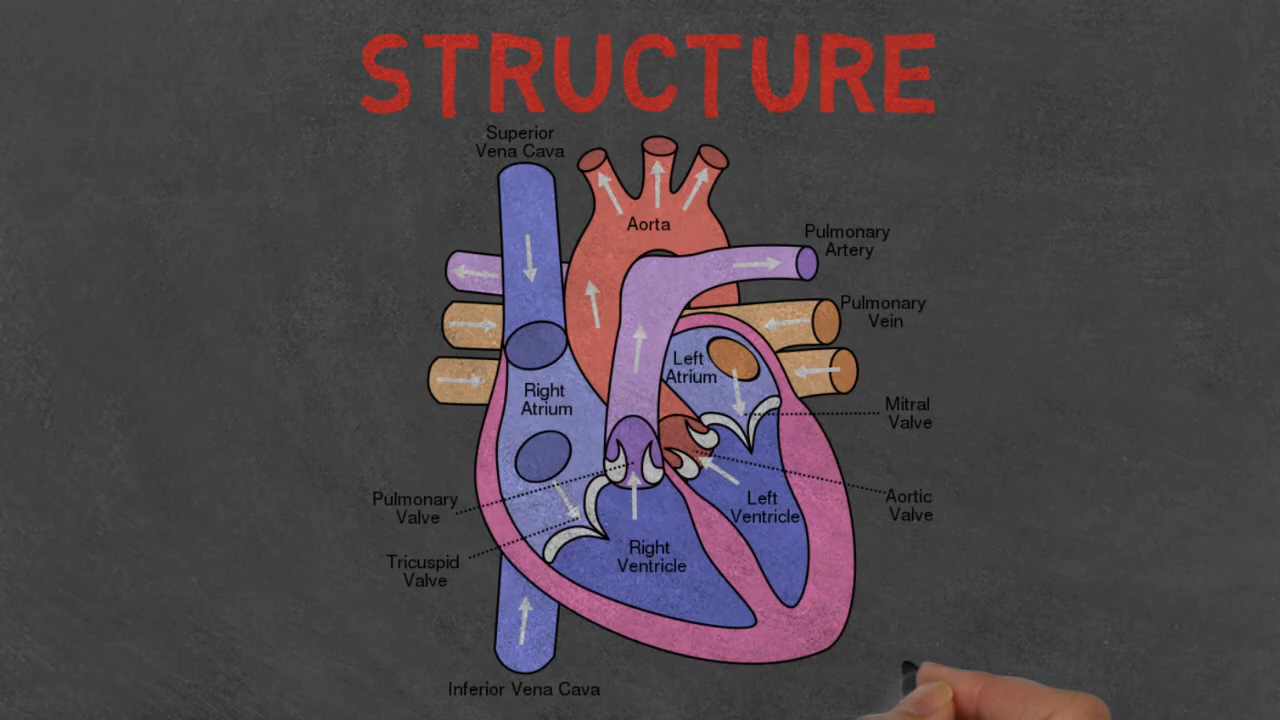 STRUCTURE
Superior
Vena Cava
Aorta
Pulmonary
Artery
Pulmonary
Vein
Left
Atrium
Right
Atrium
Mitral
Valve
Pulmonary
Valve
Left
Ventricle
Aortic
Valve
Tricuspid
Valve
Right
Ventricle
Inferior Vena Cava